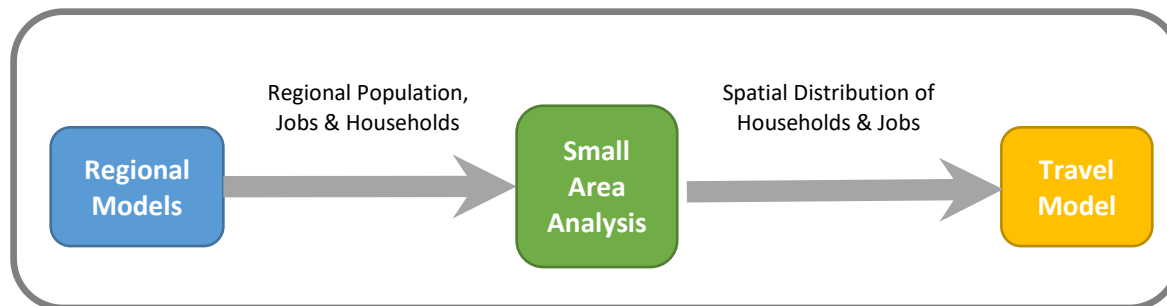 Regional Population,
Jobs & Households
Spatial Distribution of
Households & Jobs
Regional
Models
Small
Area
Analysis
Travel
Model